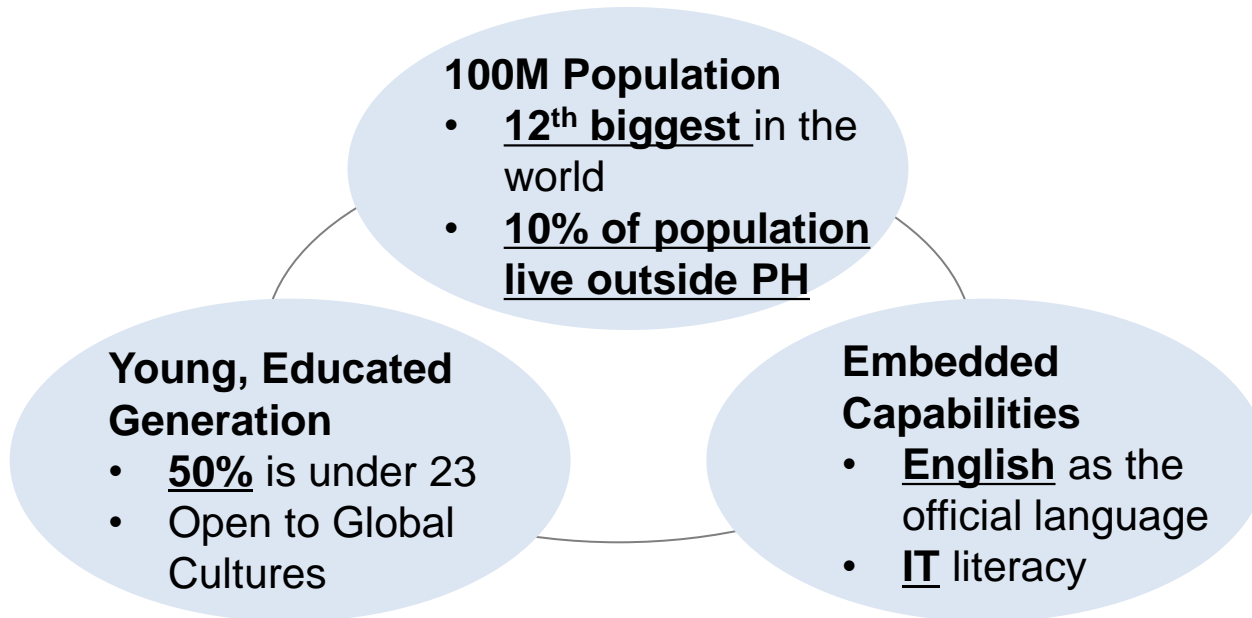 100M Population
• 12th biggest in the
world
• 10% of population
live outside PH
Young, Educated
Generation
• 50% is under 23
• Open to Global
Cultures
Embedded
Capabilities
• English as the
official language
• IT literacy